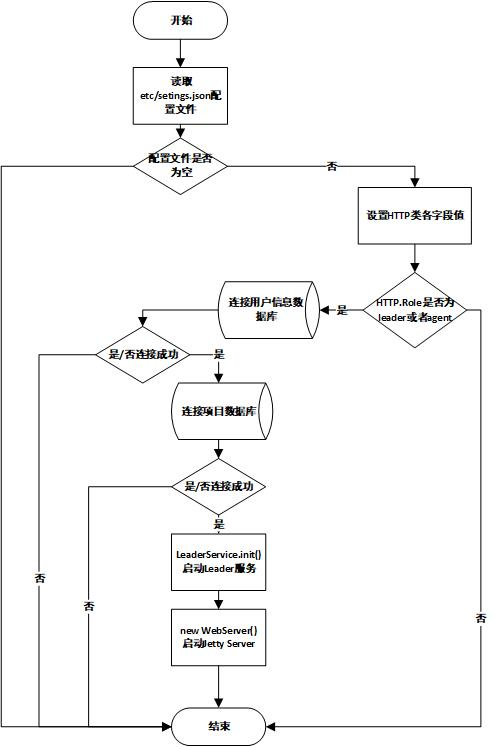 开始
读取
etc/setings.json配
置文件
配置文件是否
为空
否
设置HTTP类各字段值
HTTP.Role是否为
leader或者agent
是
连接用户信息数
据库
是/否连接成功
是
连接项目数据库
是/否连接成功
是
LeaderService.init()
启动Leader服务
否
否
否
new WebServer()
启动Jetty Server
结束